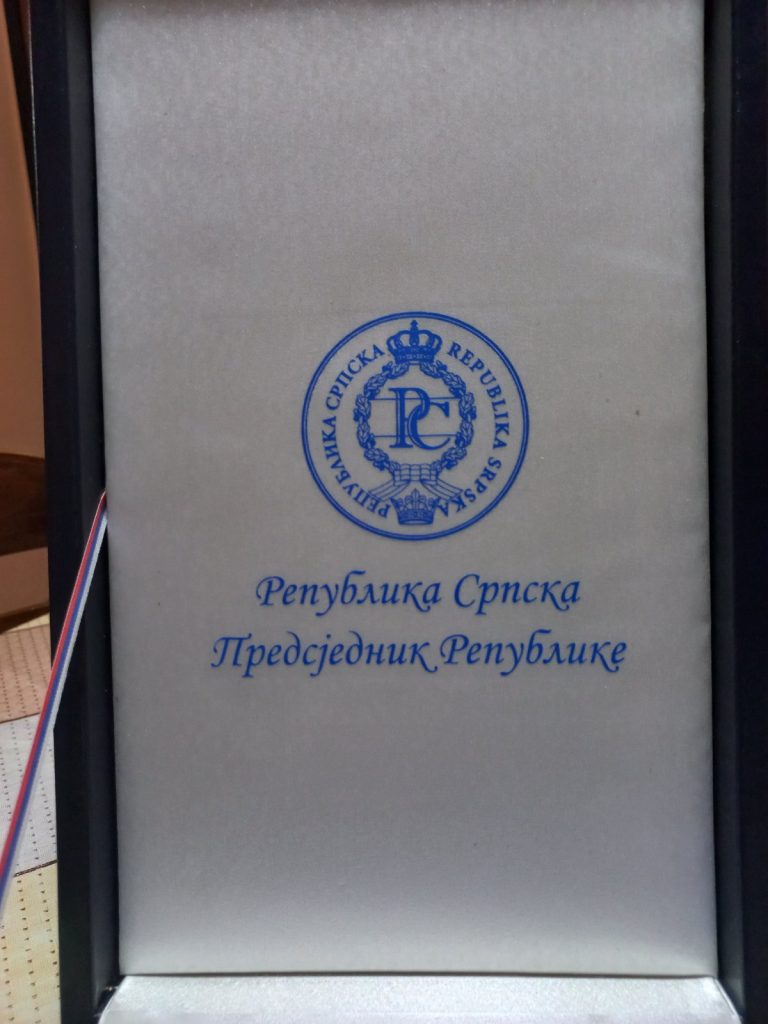 РЕПУБЛИКА СРПСКА
REPUBLIKA SRPSKA
РС
Република Српска
Предсједник Републике